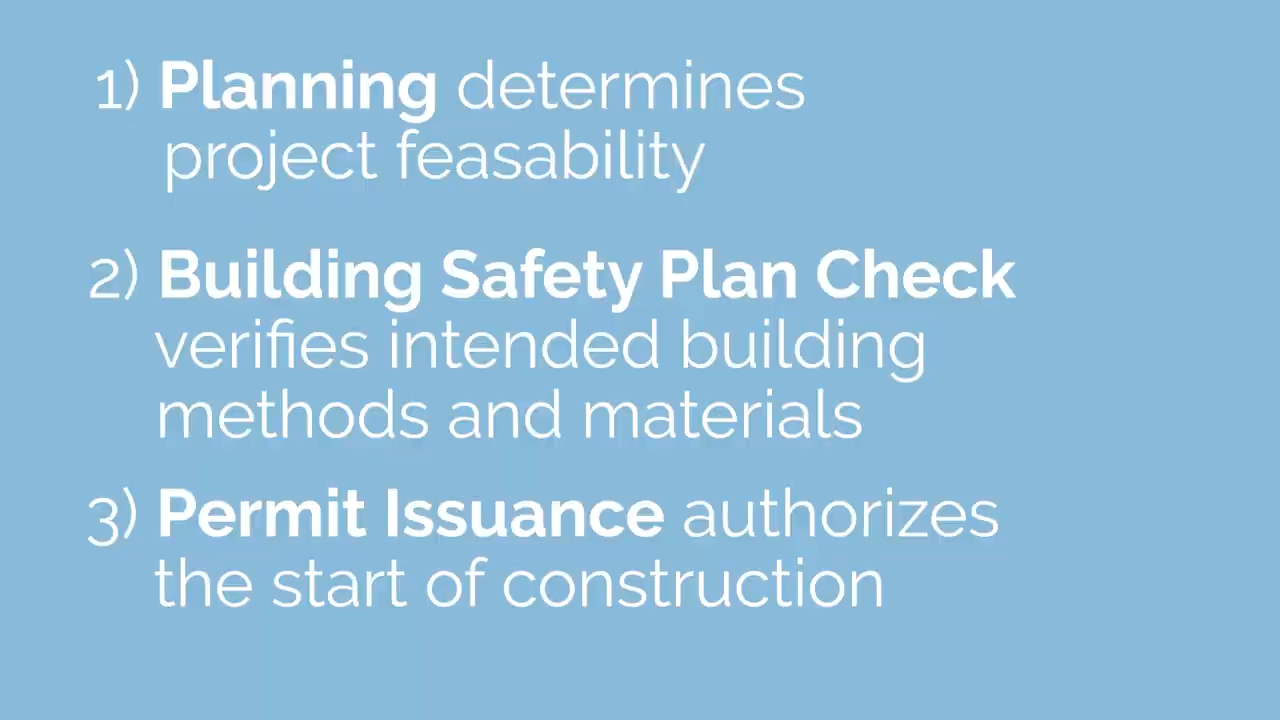 1) Planning determines
project feasability
2) Building Safety Plan Check
verifies intended building
methods and materials
3) Permit Issuance authorizes
the start of construction